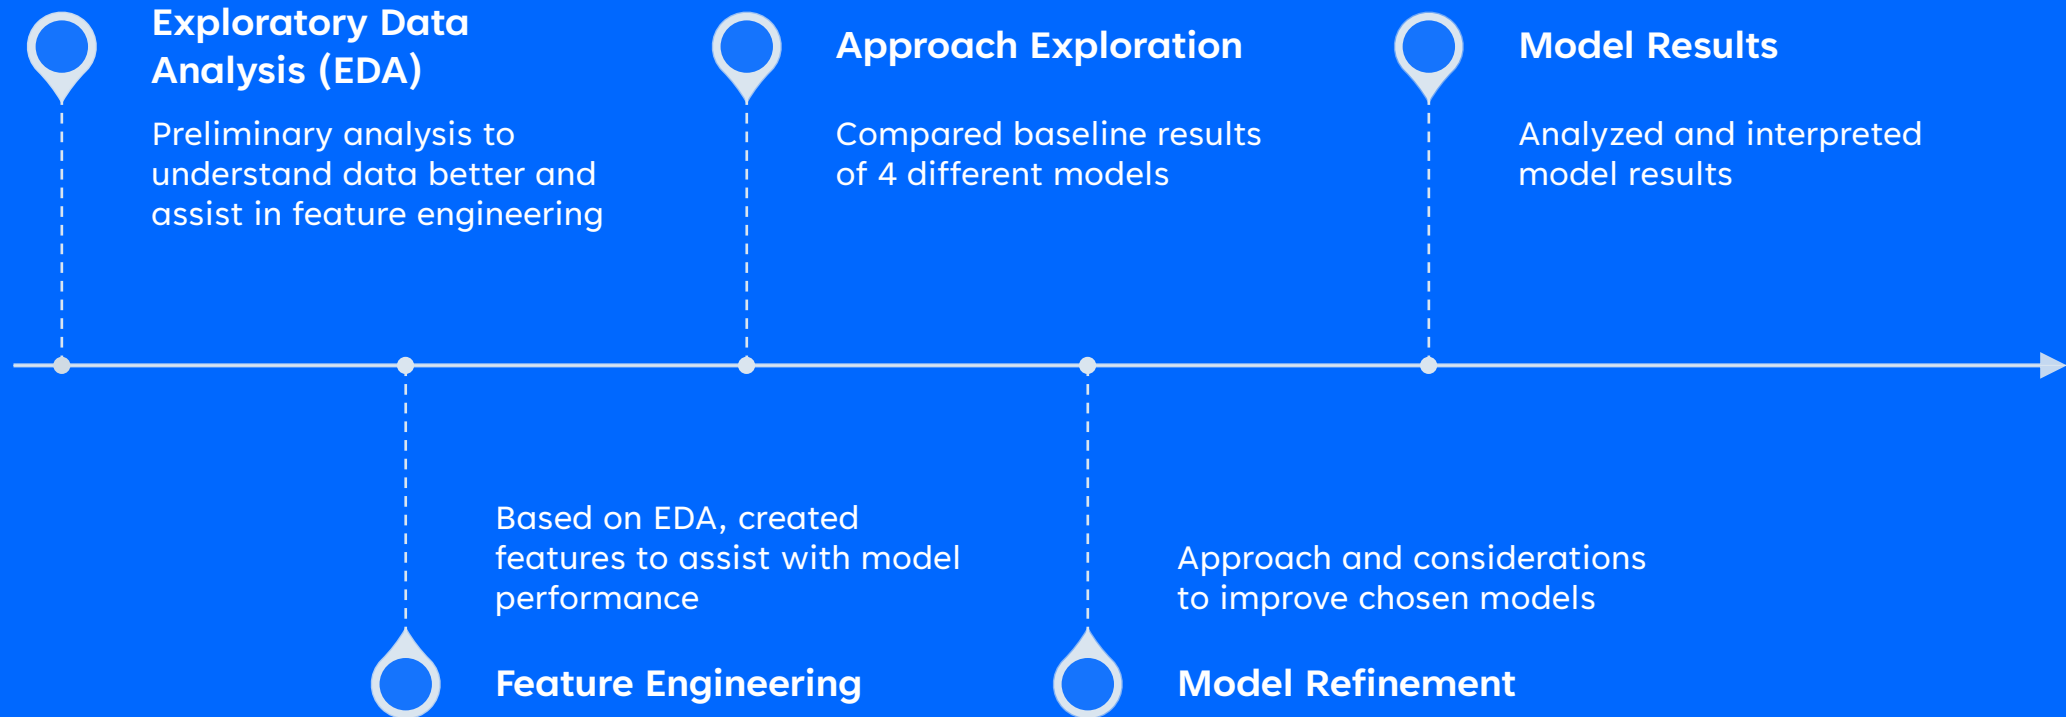 Exploratory Data
Analysis (EDA)
Preliminary analysis to
understand data better and
assist in feature engineering
Based on EDA, created
features to assist with model
performance
Feature Engineering
Approach Exploration
Compared baseline results
of 4 different models
Approach and considerations
to improve chosen models
Model Refinement
Model Results
Analyzed and interpreted
model results